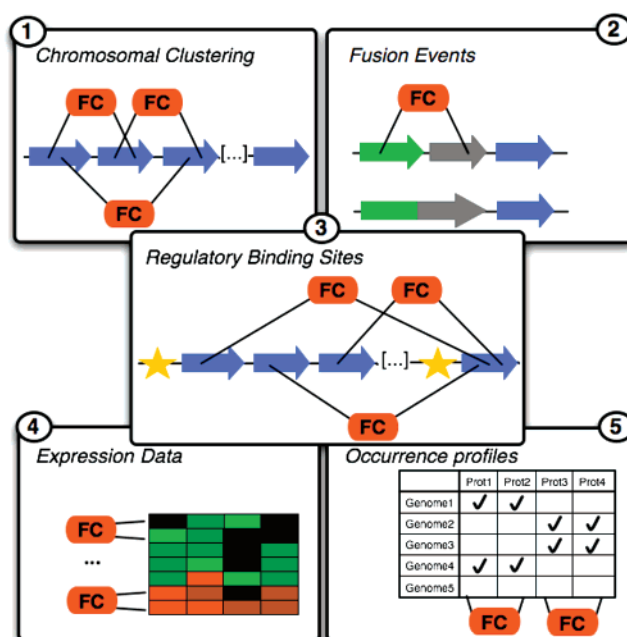 1
Chromosomal Clustering
FC FC
[...]
FC
2
Fusion Events
FC
3
Regulatory Binding Sites
FC FC
[...]
FC
4
Expression Data
FC
...
FC
5
Occurrence profiles
Prot1 Prot2 Prot3 Prot4
Genome1 ✓ ✓
Genome2 ✓ ✓
Genome3 ✓ ✓
Genome4 ✓ ✓
Genome5
FC FC